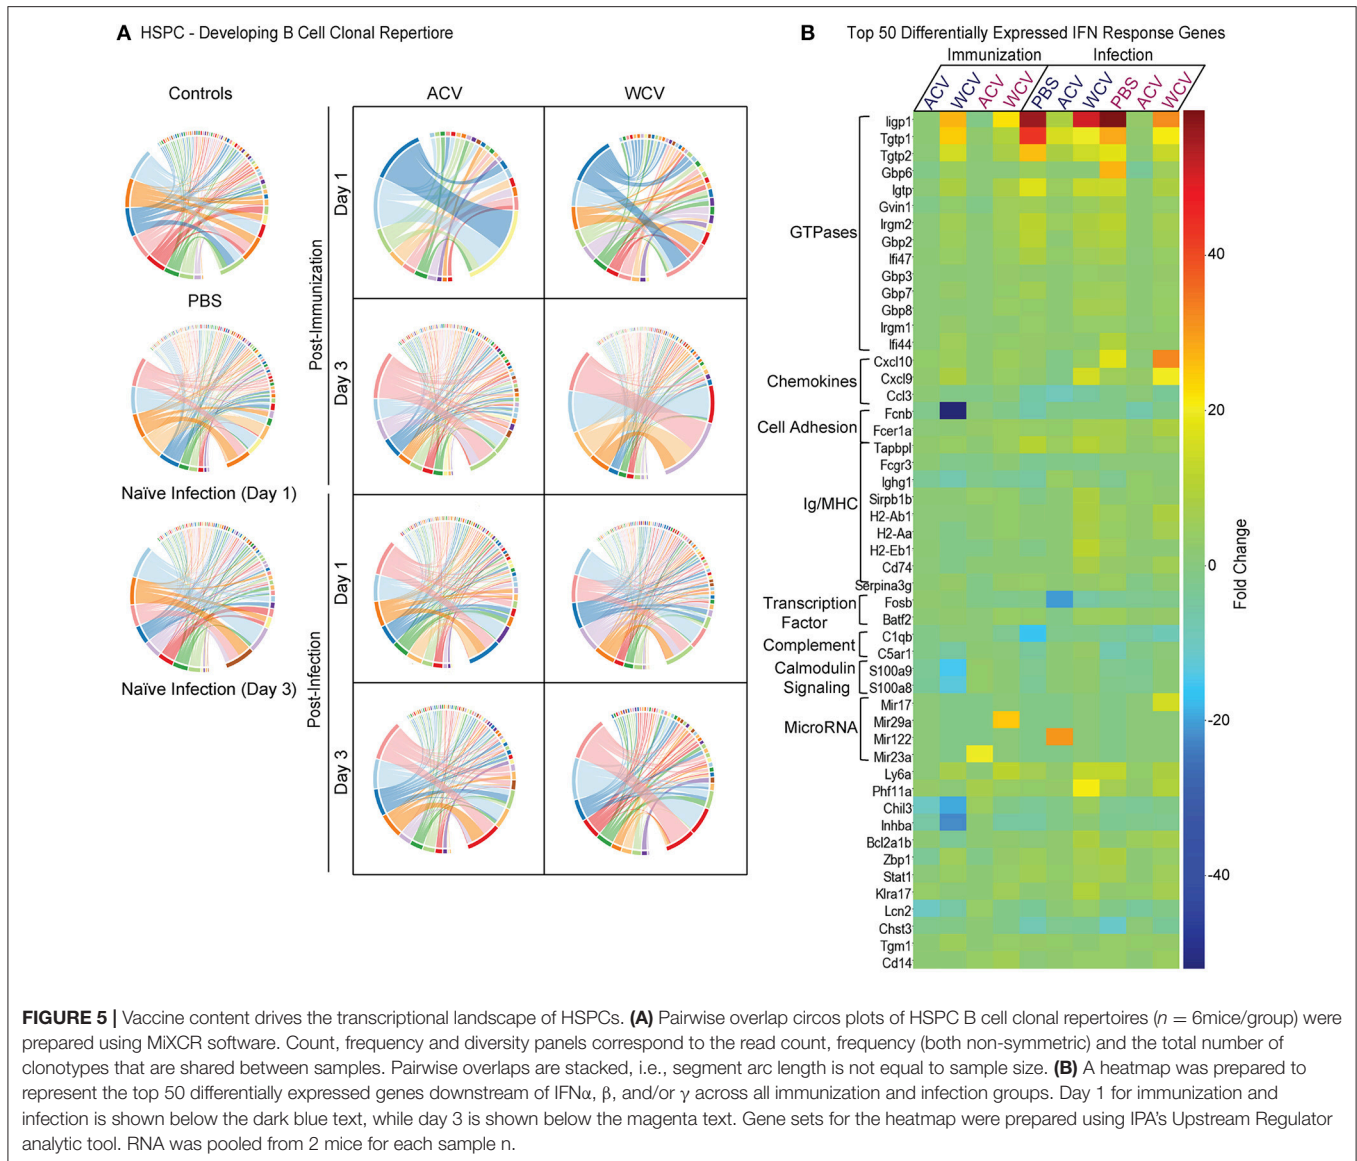 A HSPC - Developing B Cell Clonal Repertiore
Controls
ACV
WCV
PBS
Naïve Infection (Day 1)
Naïve Infection (Day 3)
Post-Immunization
Post-Infection
Day 1
Day 3
Day 1
Day 3
B Top 50 Differentially Expressed IFN Response Genes
Immunization
Infection
ACV
WCV
ACV
WCV
PBS
ACV
WCV
PBS
ACV
WCV
GTPases
Iigp1
Tgtp1
Tgtp2
Gbp6
Igtp
Gvin1
Irgm2
Gbp2
Ifi47
Gbp3
Gbp7
Gbp8
Irgm1
Ifi44
Chemokines
Cxcl10
Cxcl9
Ccl3
Cell Adhesion
Fcnb
Fcer1a
Ig/MHC
Tapbpl
Fcgr3
Ighg1
Sirpb1b
H2-Ab1
H2-Aa
H2-Eb1
Cd74
Serpina3g
Transcription
Factor
Fosb
Batf2
Complement
C1qb
C5ar1
Calmodulin
Signaling
S100a9
S100a8
MicroRNA
Mir17
Mir29a
Mir122
Mir23a
Ly6a
Phf11a
Chil3
Inhba
Bcl2a1b
Zbp1
Stat1
Klra17
Lcn2
Chst3
Tgm1
Cd14
40
20
0
-20
-40
Fold Change
FIGURE 5 | Vaccine content drives the transcriptional landscape of HSPCs. (A) Pairwise overlap circos plots of HSPC B cell clonal repertoires (n = 6mice/group) were
prepared using MiXCR software. Count, frequency and diversity panels correspond to the read count, frequency (both non-symmetric) and the total number of
clonotypes that are shared between samples. Pairwise overlaps are stacked, i.e., segment arc length is not equal to sample size. (B) A heatmap was prepared to
represent the top 50 differentially expressed genes downstream of IFNα, β, and/or γ across all immunization and infection groups. Day 1 for immunization and
infection is shown below the dark blue text, while day 3 is shown below the magenta text. Gene sets for the heatmap were prepared using IPA's Upstream Regulator
analytic tool. RNA was pooled from 2 mice for each sample n.